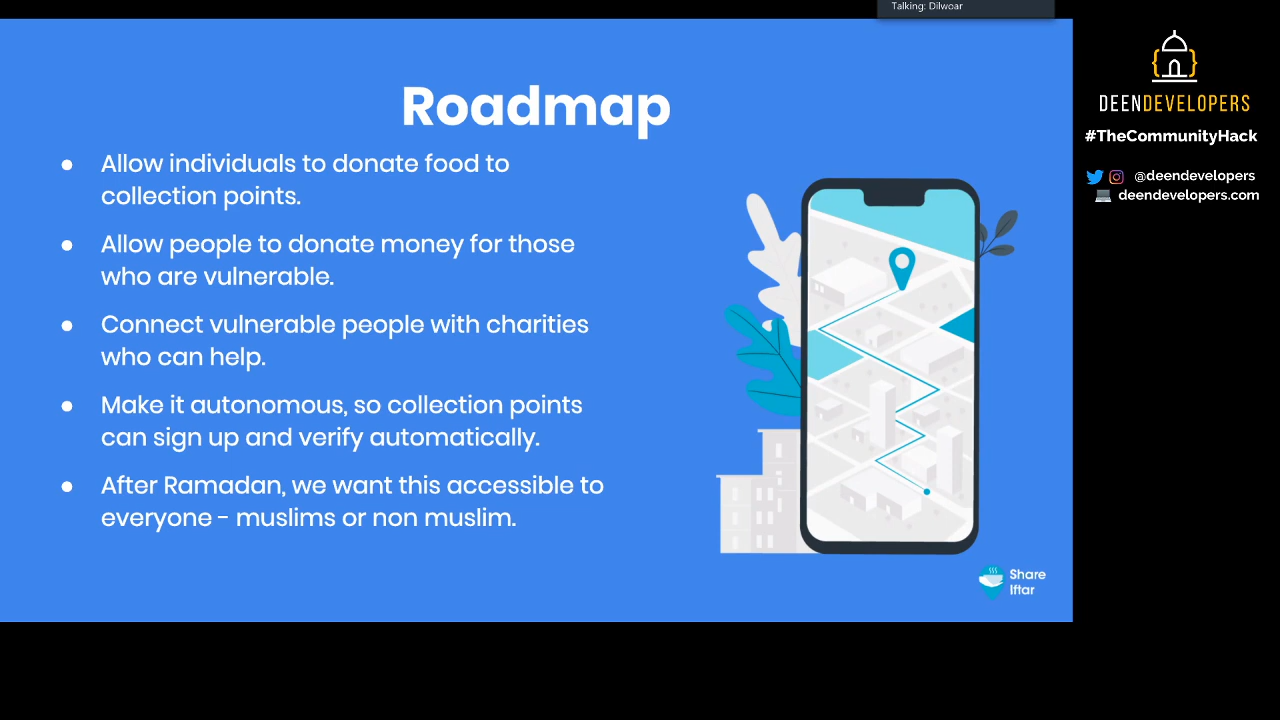 Talking: Dilwoar
Roadmap
● Allow individuals to donate food to
collection points.
● Allow people to donate money for those
who are vulnerable.
● Connect vulnerable people with charities
who can help.
● Make it autonomous, so collection points
can sign up and verify automatically.
● After Ramadan, we want this accessible to
everyone - muslims or non muslim.
Share
Iftar
DEENDEVELOPERS
#TheCommunityHack
@deendevelopers
deendevelopers.com